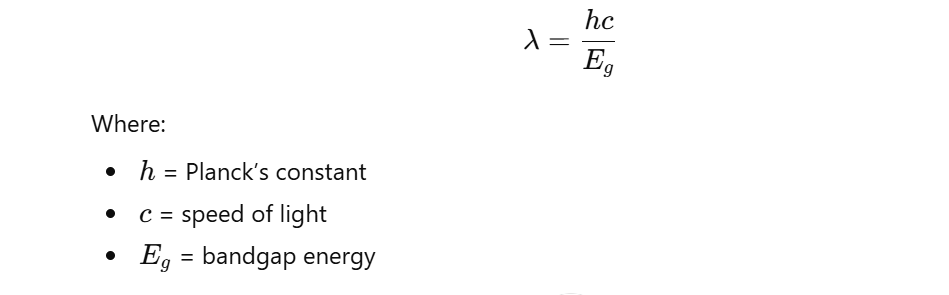 λ = hc / E_g
Where:
• h = Planck’s constant
• c = speed of light
• E_g = bandgap energy